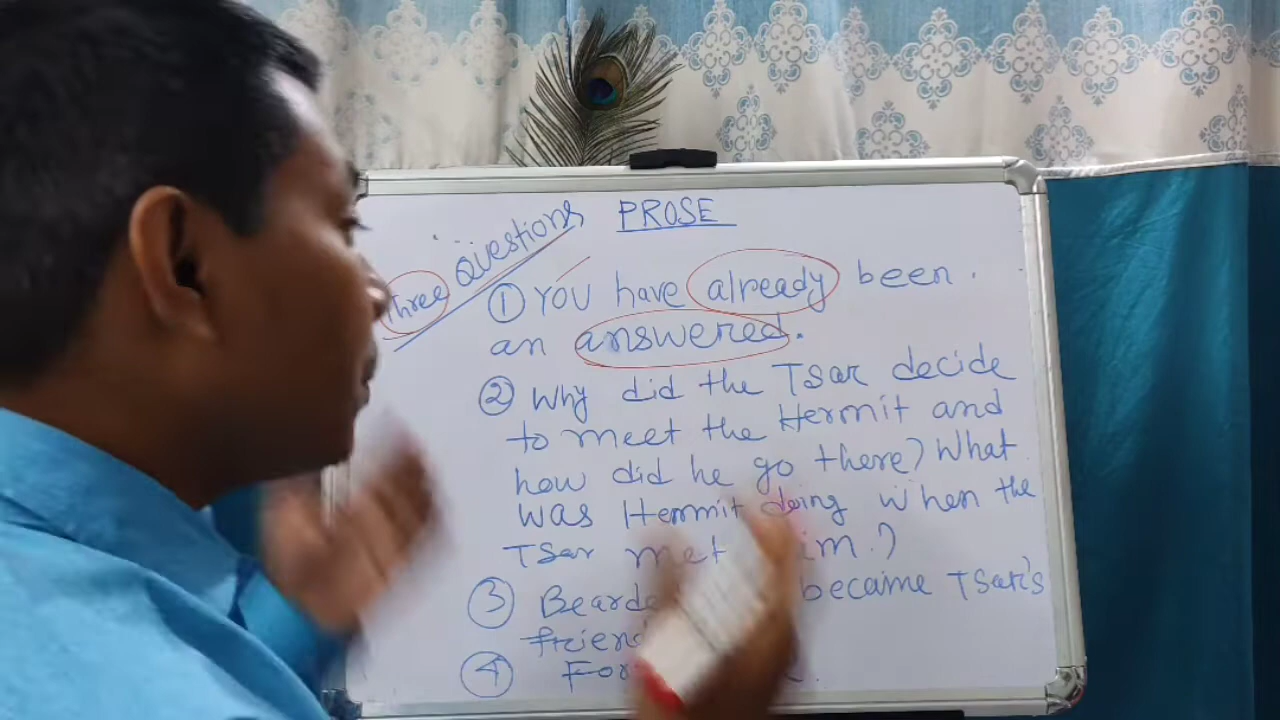 PROSE
Three Questions
① You have already been
an answered.
② Why did the Tsar decide
to meet the Hermit and
how did he go there? What
was Hermit doing when the
Tsar met him?
③ became Tsar's
④